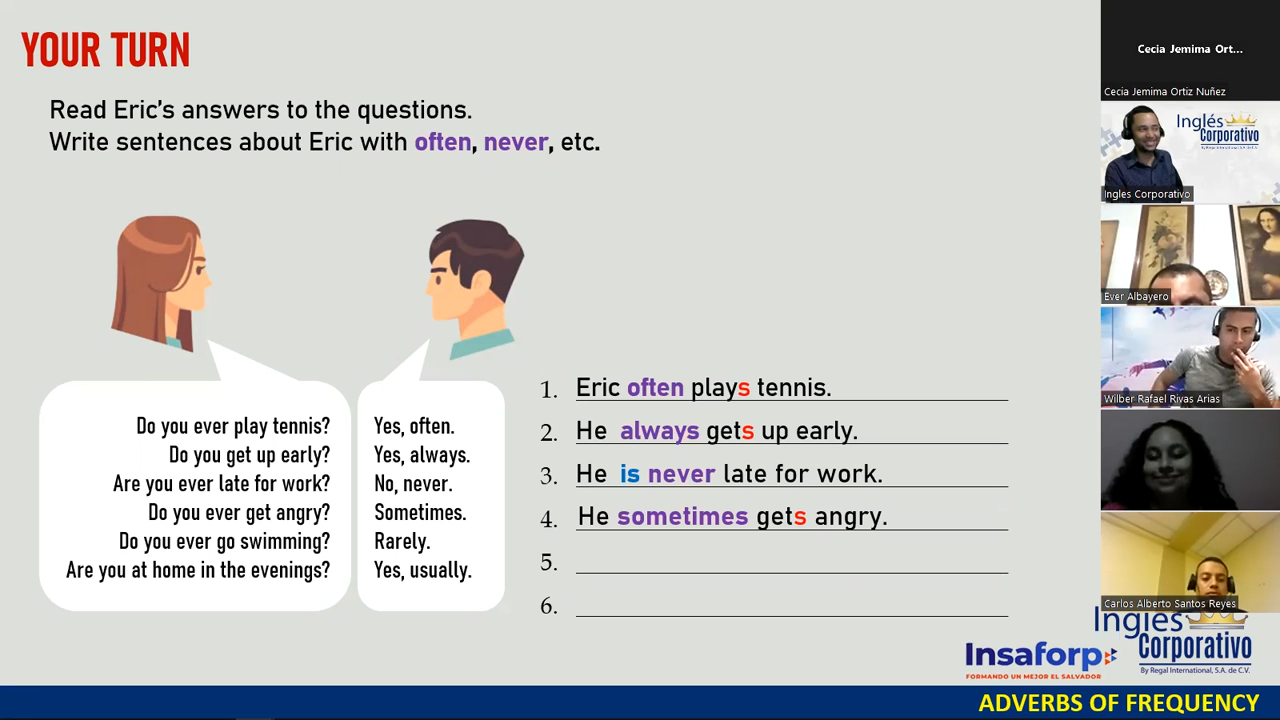 YOUR TURN
Read Eric's answers to the questions.
Write sentences about Eric with often, never, etc.
Do you ever play tennis?
Do you get up early?
Are you ever late for work?
Do you ever get angry?
Do you ever go swimming?
Are you at home in the evenings?
Yes, often.
Yes, always.
No, never.
Sometimes.
Rarely.
Yes, usually.
1. Eric often plays tennis.
2. He always gets up early.
3. He is never late for work.
4. He sometimes gets angry.
5.
6.
Cecia Jemima Ort...
Cecia Jemima Ortiz Nuñez
Inglés
Corporativo
By Regal International, S.A. de C.V.
Ingles Corporativo
Ever Albayero
Wilber Rafael Rivas Arias
Carlos Alberto Santos Reyes
Insaforp
FORMANDO UN MEJOR EL SALVADOR
Inglés
Corporativo
By Regal International, S.A. de C.V.
ADVERBS OF FREQUENCY